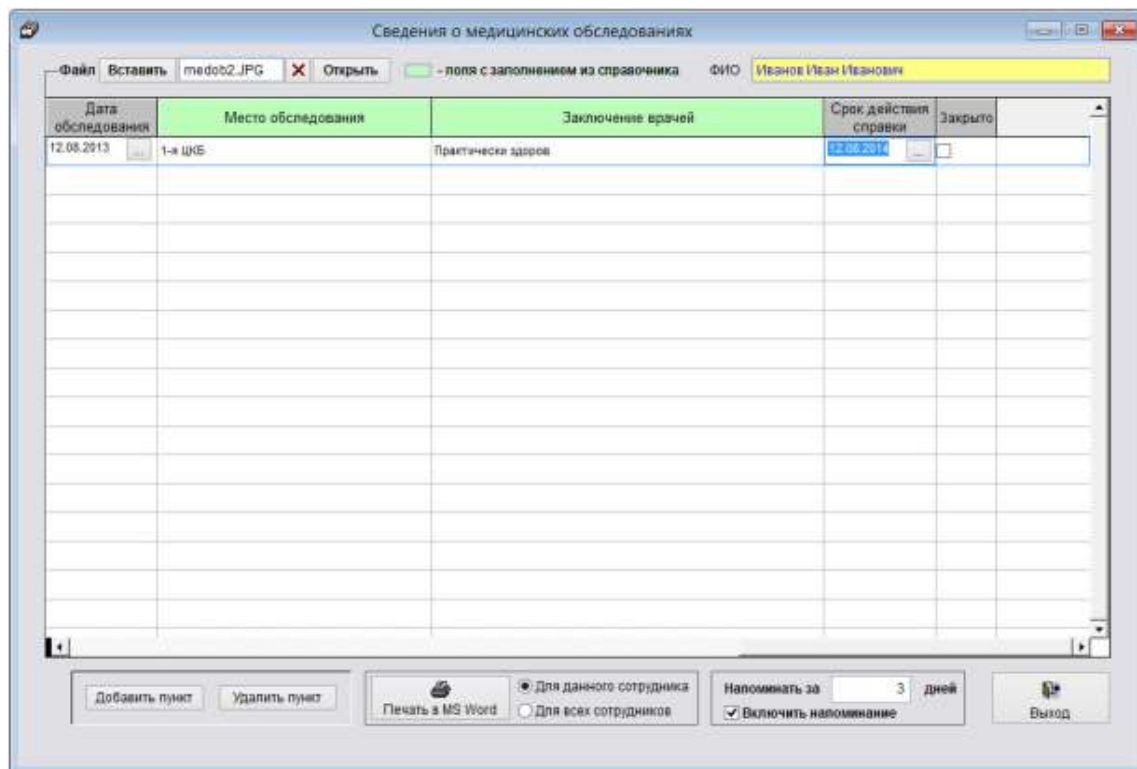 Сведения о медицинских обследованиях
Файл Вставить medob2.JPG Открыть - поля с заполнением из справочника ФИО Иванов Иван Иванович
Дата обследования Место обследования Заключение врачей Срок действия справки Закрыто
12.08.2013 ... 1-я ЦКБ Практически здоров 12.08.2014 ...
Добавить пункт Удалить пункт Печать в MS Word Для данного сотрудника Напоминать за 3 дней Выход
Для всех сотрудников Включить напоминание